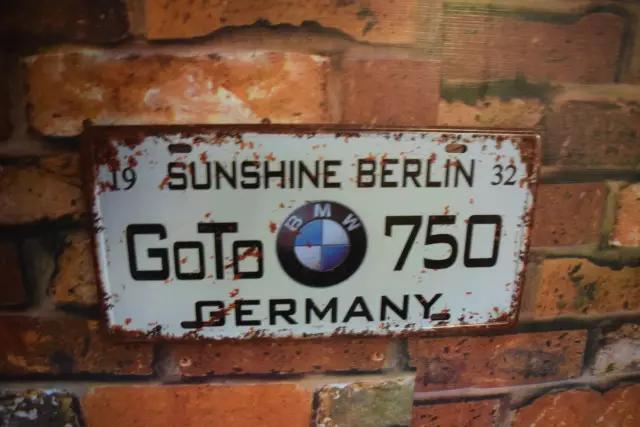 19 SUNSHINE BERLIN 32
GoTo BMW 750
GERMANY